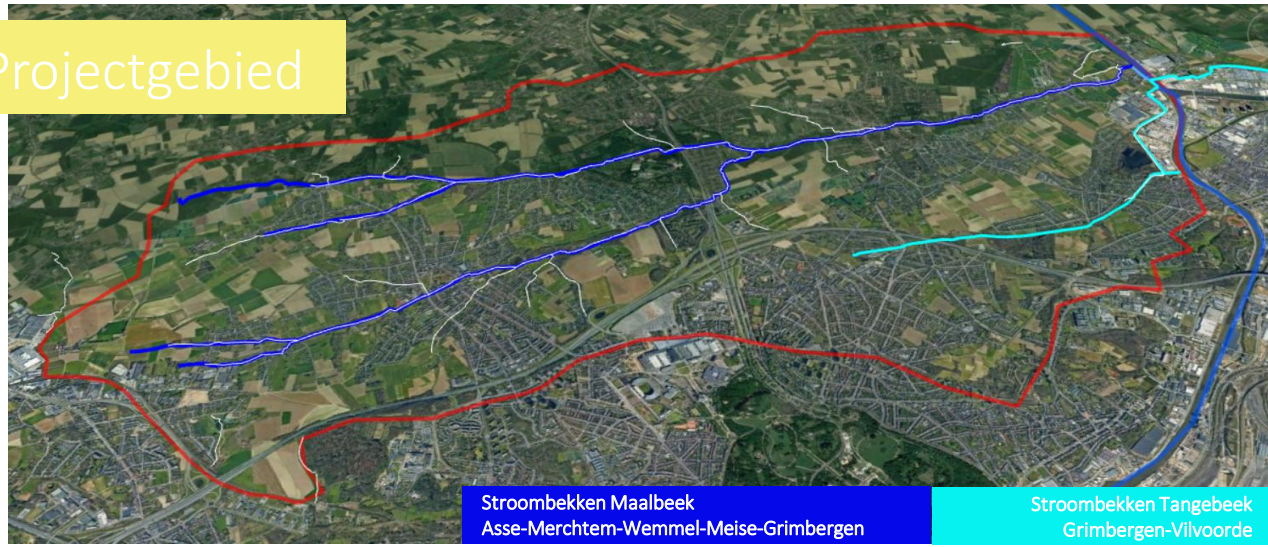 Projectgebied
Stroombekken Maalbeek
Asse-Merchtem-Wemmel-Meise-Grimbergen
Stroombekken Tangebeek
Grimbergen-Vilvoorde